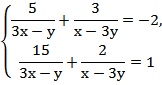 { 5/(3x − y) + 3/(x − 3y) = −2,
15/(3x − y) + 2/(x − 3y) = 1